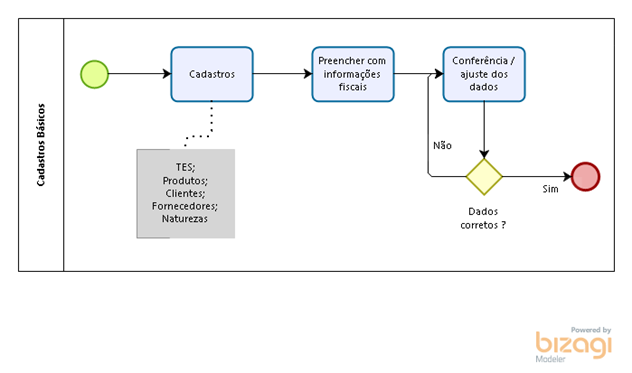 Cadastros Básicos
Cadastros
Preencher com
informações
fiscais
Conferência /
ajuste dos
dados
Não
TES;
Produtos;
Clientes;
Fornecedores;
Naturezas
Sim
Dados
corretos ?
Powered by
bizagi
Modeler